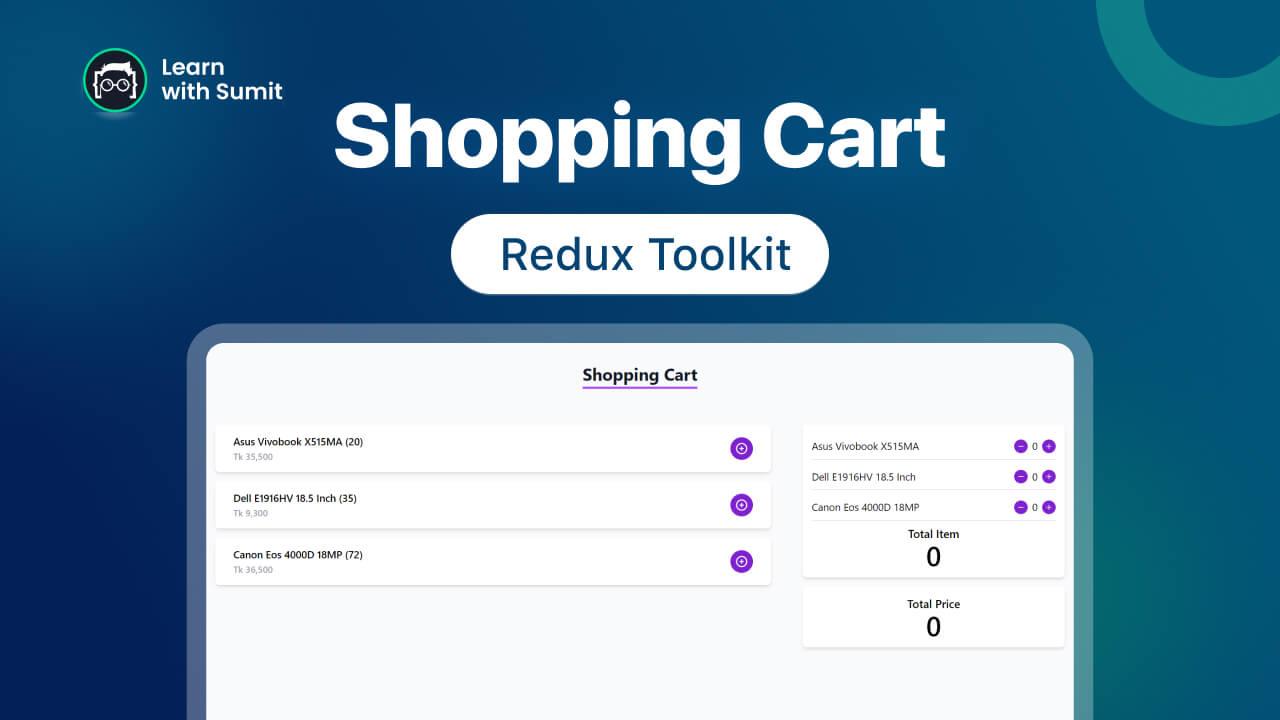 Learn
with Sumit
Shopping Cart
Redux Toolkit
Shopping Cart
Asus Vivobook X515MA (20)
Tk 35,500
Dell E1916HV 18.5 Inch (35)
Tk 9,300
Canon Eos 4000D 18MP (72)
Tk 36,500
Asus Vivobook X515MA − 0 +
Dell E1916HV 18.5 Inch − 0 +
Canon Eos 4000D 18MP − 0 +
Total Item
0
Total Price
0